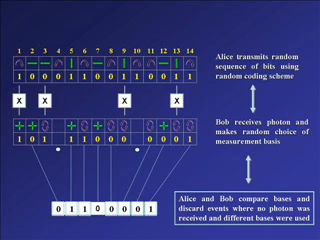 1 2 3 4 5 6 7 8 9 10 11 12 13 14
1 0 0 0 1 1 0 0 1 1 0 0 1 1
Alice transmits random
sequence of bits using
random coding scheme
X X X X
1 0 1 1 1 0 0 0 0 0 0 1
Bob receives photon and
makes random choice of
measurement basis
0 1 1 0 0 0 0 1
Alice and Bob compare bases and
discard events where no photon was
received and different bases were used